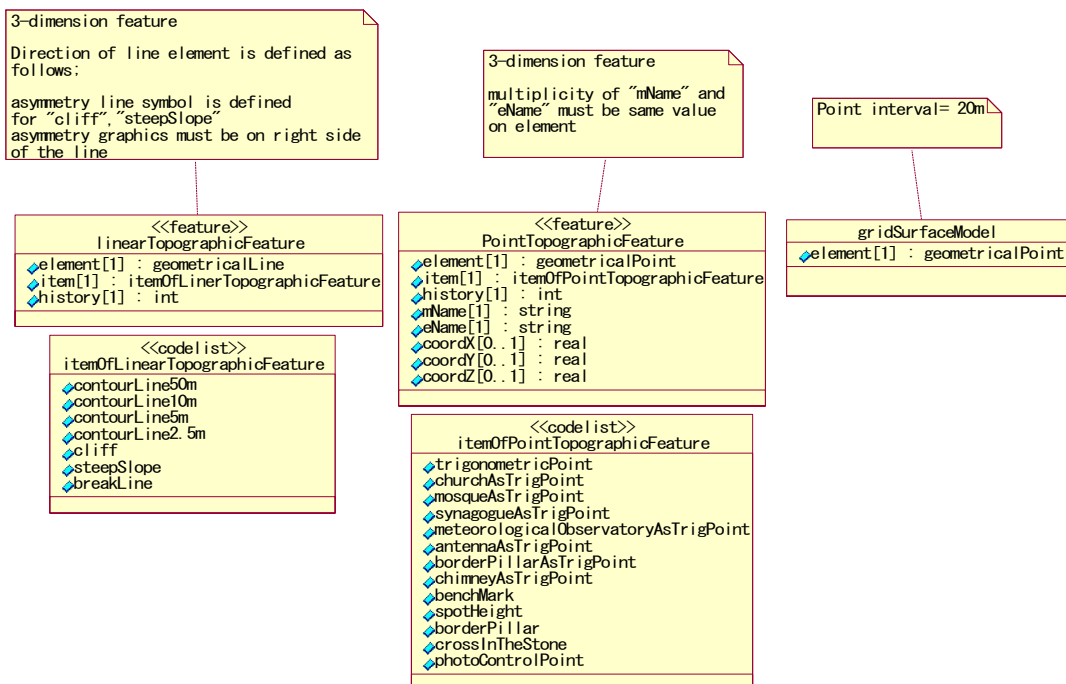 3-dimension feature
Direction of line element is defined as
follows:
asymmetry line symbol is defined
for "cliff","steepSlope"
asymmetry graphics must be on right side
of the line
3-dimension feature
multiplicity of "mName" and
"eName" must be same value
on element
Point interval= 20m
<<feature>>
linearTopographicFeature
element[1] : geometricalLine
item[1] : itemOfLinerTopographicFeature
history[1] : int
<<codelist>>
itemOfLinearTopographicFeature
contourLine50m
contourLine10m
contourLine5m
contourLine2.5m
cliff
steepSlope
breakLine
<<feature>>
PointTopographicFeature
element[1] : geometricalPoint
item[1] : itemOfPointTopographicFeature
history[1] : int
mName[1] : string
eName[1] : string
coordX[0..1] : real
coordY[0..1] : real
coordZ[0..1] : real
<<codelist>>
itemOfPointTopographicFeature
trigonometricPoint
churchAsTrigPoint
mosqueAsTrigPoint
synagogueAsTrigPoint
meteorologicalObservatoryAsTrigPoint
antennaAsTrigPoint
borderPillarAsTrigPoint
chimneyAsTrigPoint
benchMark
spotHeight
borderPillar
crossInTheStone
photoControlPoint
gridSurfaceModel
element[1] : geometricalPoint